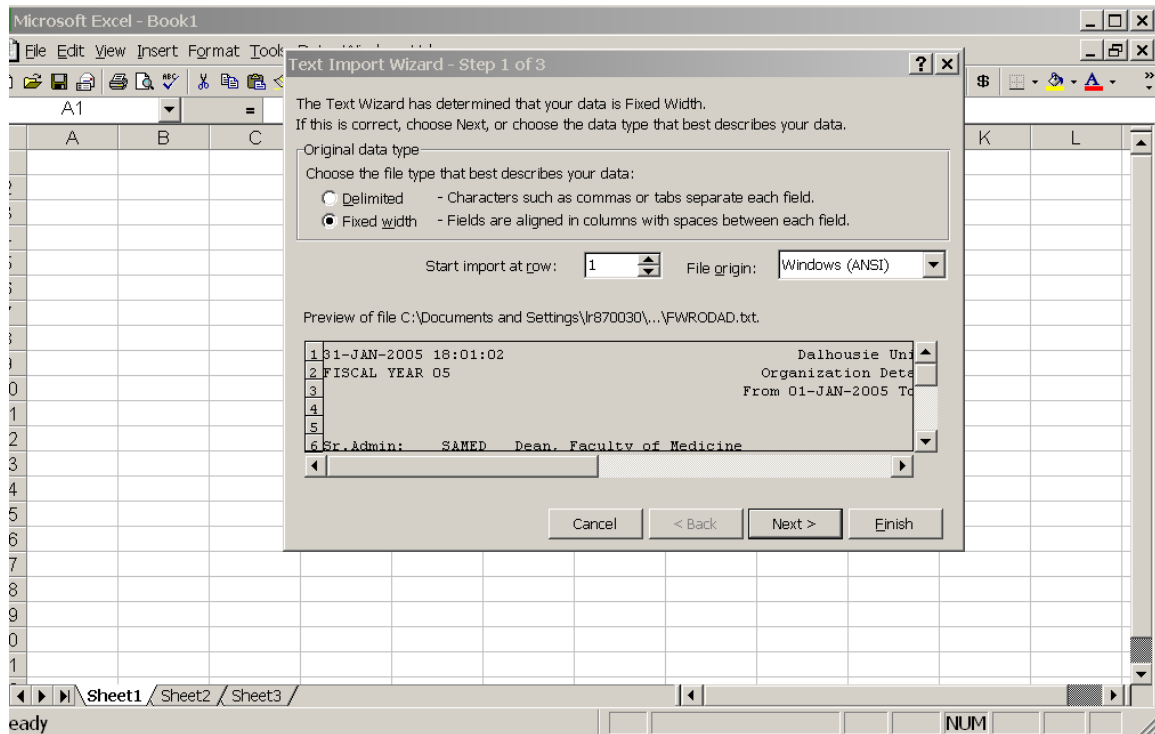 Microsoft Excel - Book1
File Edit View Insert Format Tools
A1 =
A B C K L
Text Import Wizard - Step 1 of 3
The Text Wizard has determined that your data is Fixed Width.
If this is correct, choose Next, or choose the data type that best describes your data.
Original data type
Choose the file type that best describes your data:
Delimited - Characters such as commas or tabs separate each field.
Fixed width - Fields are aligned in columns with spaces between each field.
Start import at row: 1 File origin: Windows (ANSI)
Preview of file C:\Documents and Settings\lr870030\...\FWRODAD.txt.
1 31-JAN-2005 18:01:02 Dalhousie Uni
2 FISCAL YEAR 05 Organization Deta
3 From 01-JAN-2005 To
4
5
6 Sr.Admin: SAMED Dean, Faculty of Medicine
Cancel < Back Next > Finish
Sheet1 Sheet2 Sheet3
eady NUM